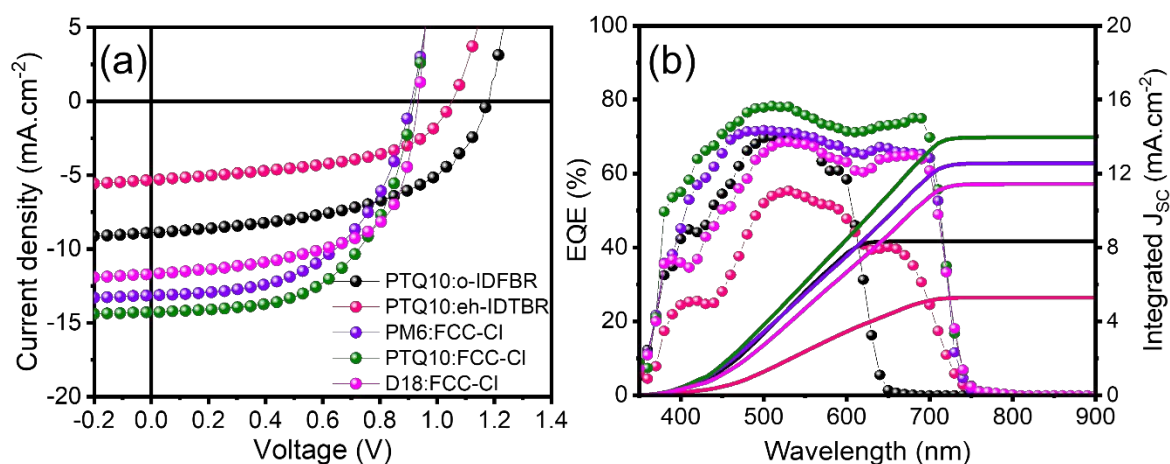 (a)
Current density (mA.cm⁻²)
5
0
-5
-10
-15
-20
-0.2 0.0 0.2 0.4 0.6 0.8 1.0 1.2 1.4
Voltage (V)
PTQ10:o-IDFBR
PTQ10:eh-IDTBR
PM6:FCC-Cl
PTQ10:FCC-Cl
D18:FCC-Cl
(b)
EQE (%)
100
80
60
40
20
0
400 500 600 700 800 900
Wavelength (nm)
20
16
12
8
4
0
Integrated J_SC (mA.cm⁻²)